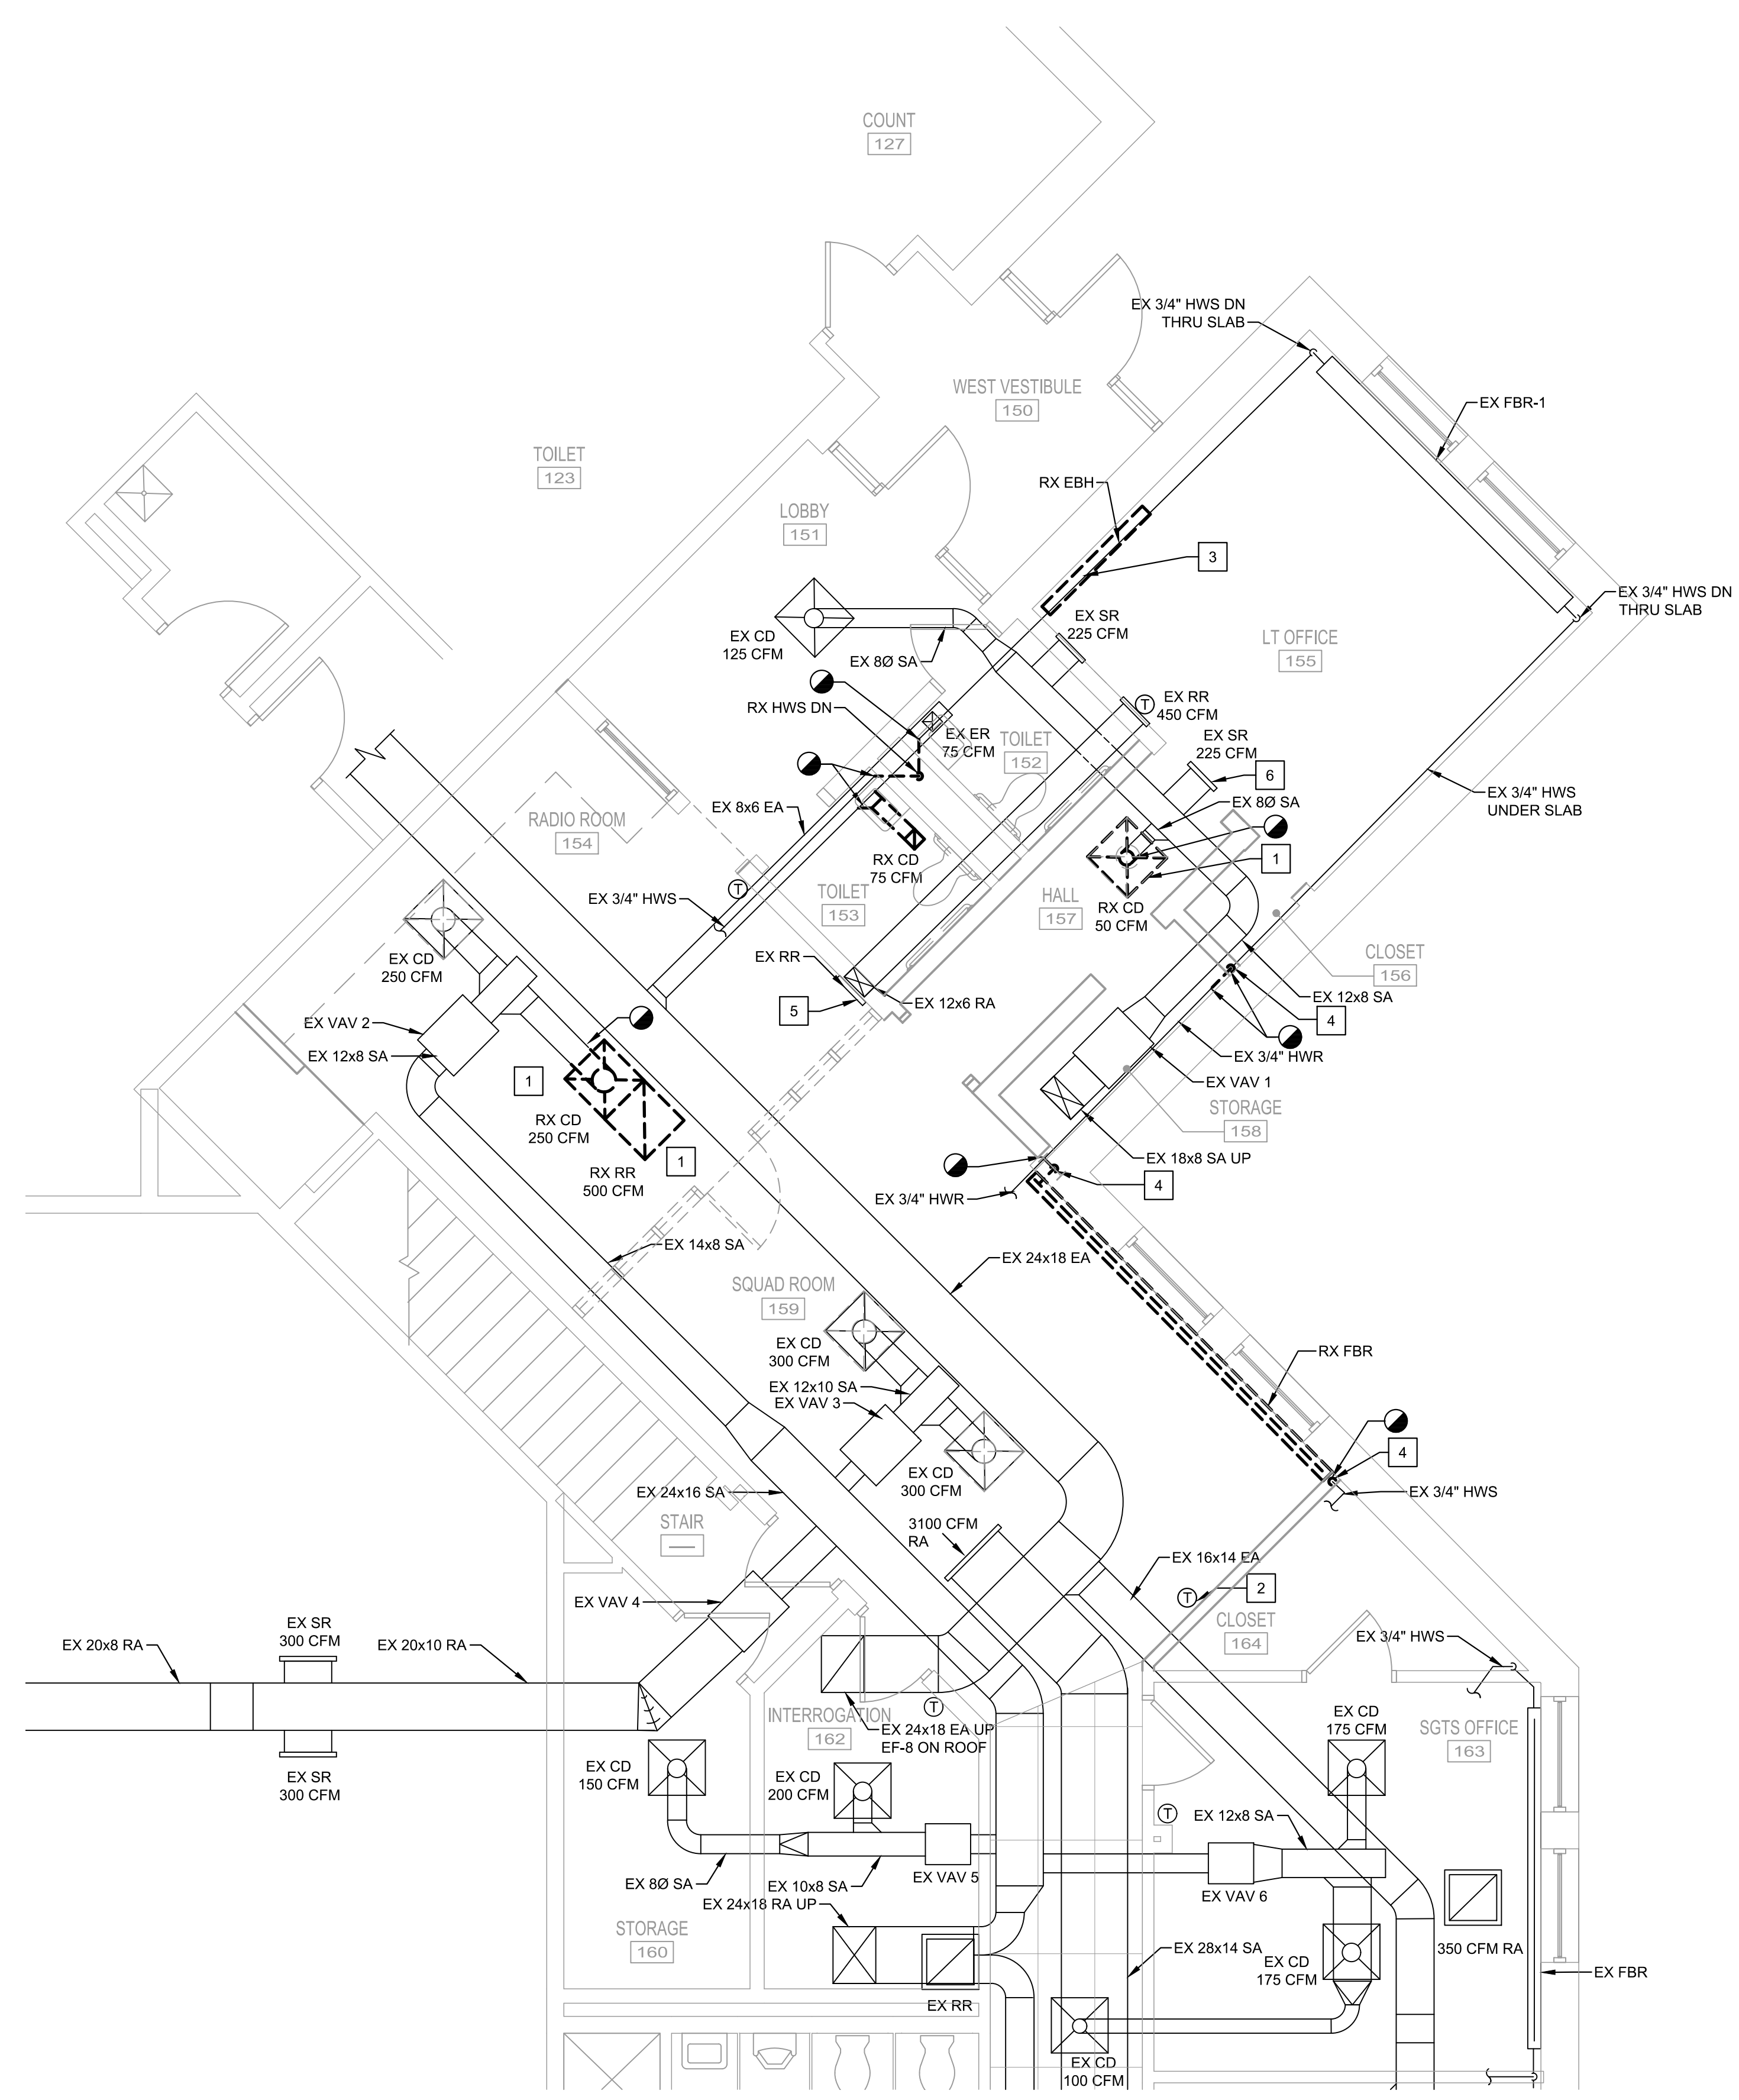 COUNT
127
EX 3/4" HWS DN
THRU SLAB
WEST VESTIBULE
150
EX FBR-1
TOILET
123
RX EBH
LOBBY
151
3
EX 3/4" HWS DN
THRU SLAB
EX SR
225 CFM
EX CD
125 CFM
LT OFFICE
155
EX 8Ø SA
T
EX RR
450 CFM
RX HWS DN
EX ER
75 CFM
TOILET
152
EX SR
225 CFM
6
EX 3/4" HWS
UNDER SLAB
EX 8x6 EA
EX 8Ø SA
RADIO ROOM
154
1
RX CD
75 CFM
T
TOILET
153
HALL
157
RX CD
50 CFM
EX 3/4" HWS
EX CD
250 CFM
EX RR
CLOSET
156
EX 12x6 RA
EX 12x8 SA
5
4
EX VAV 2
EX 12x8 SA
EX 3/4" HWR
1
EX VAV 1
RX CD
250 CFM
STORAGE
158
RX RR
500 CFM
1
EX 18x8 SA UP
4
EX 3/4" HWR
EX 14x8 SA
EX 24x18 EA
SQUAD ROOM
159
EX CD
300 CFM
RX FBR
EX 12x10 SA
EX VAV 3
4
EX CD
300 CFM
EX 24x16 SA
EX 3/4" HWS
STAIR
3100 CFM
RA
EX 16x14 EA
2
T
EX VAV 4
CLOSET
164
EX SR
300 CFM
EX 20x8 RA
EX 20x10 RA
EX 3/4" HWS
T
INTERROGATION
162
EX 24x18 EA UP
EF-8 ON ROOF
EX CD
175 CFM
SGTS OFFICE
163
EX CD
150 CFM
EX SR
300 CFM
EX CD
200 CFM
T
EX 12x8 SA
EX 8Ø SA
EX 10x8 SA
EX VAV 5
EX VAV 6
EX 24x18 RA UP
STORAGE
160
EX 28x14 SA
EX CD
175 CFM
350 CFM RA
EX FBR
EX RR
EX CD
100 CFM